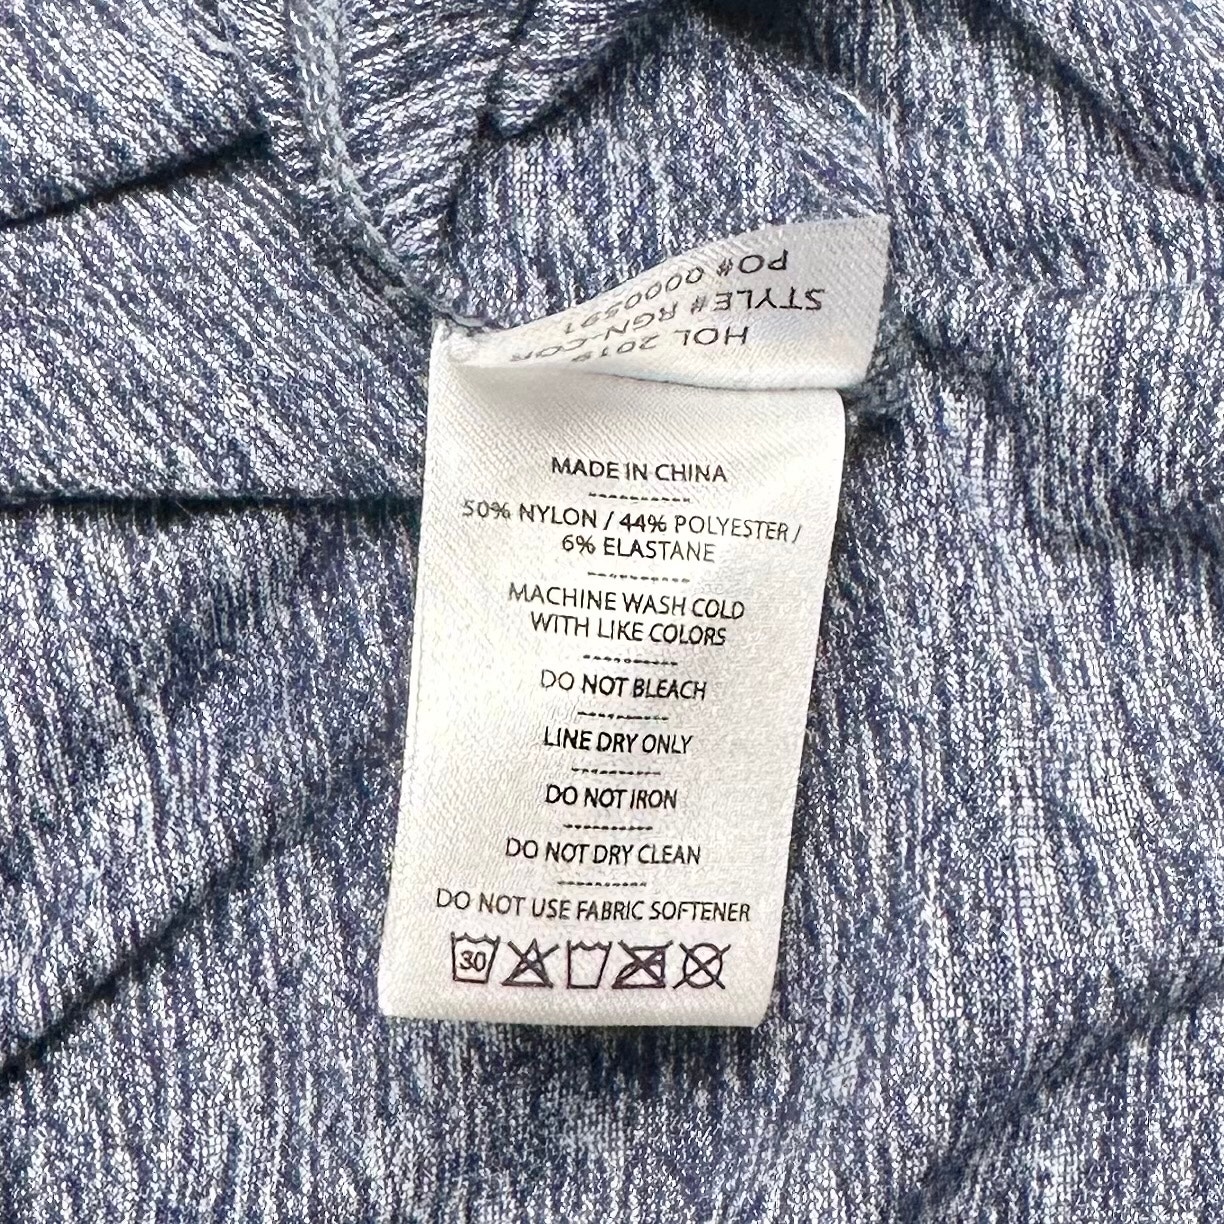 PO# 0000591
STYLE# RGN-COR
HOL 2019
MADE IN CHINA
50% NYLON / 44% POLYESTER /
6% ELASTANE
MACHINE WASH COLD
WITH LIKE COLORS
DO NOT BLEACH
LINE DRY ONLY
DO NOT IRON
DO NOT DRY CLEAN
DO NOT USE FABRIC SOFTENER
30